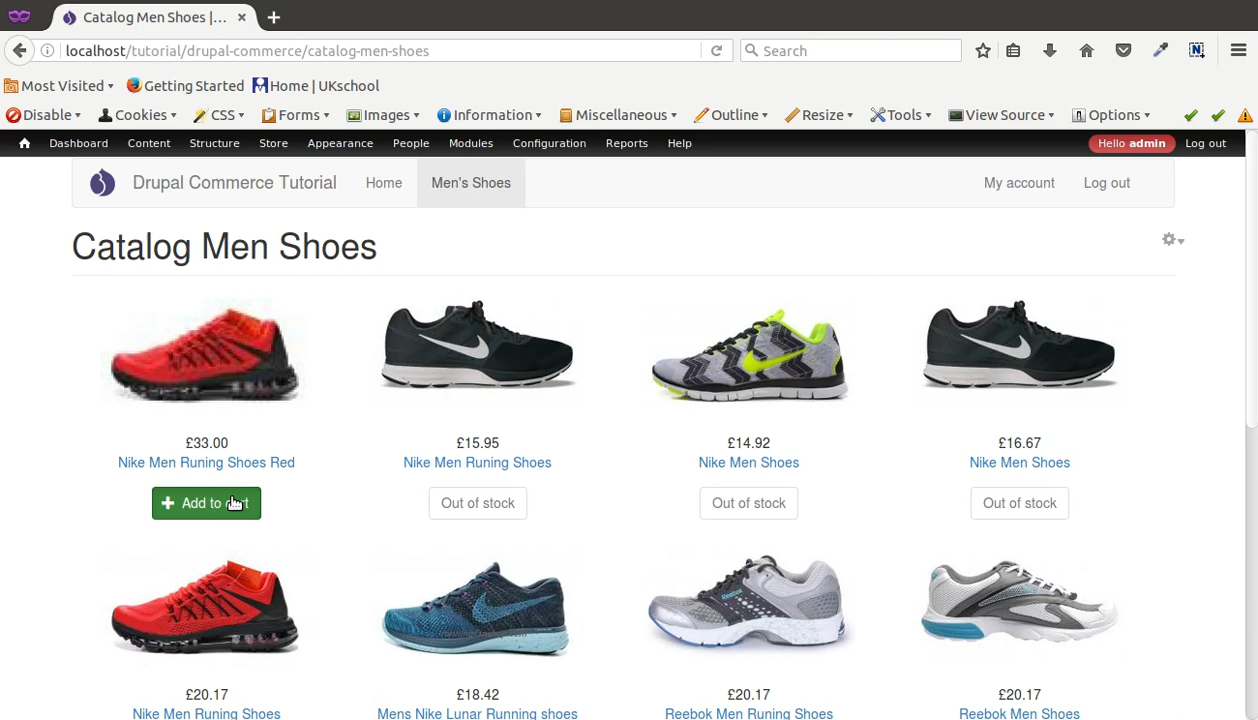 Catalog Men Shoes |...
localhost/tutorial/drupal-commerce/catalog-men-shoes
Search
Most Visited Getting Started Home | UKschool
Disable Cookies CSS Forms Images Information Miscellaneous Outline Resize Tools View Source Options
Dashboard Content Structure Store Appearance People Modules Configuration Reports Help Hello admin Log out
Drupal Commerce Tutorial Home Men's Shoes My account Log out
Catalog Men Shoes
£33.00 £15.95 £14.92 £16.67
Nike Men Runing Shoes Red Nike Men Runing Shoes Nike Men Shoes Nike Men Shoes
Add to Out of stock Out of stock Out of stock
Reebok
£20.17 £18.42 £20.17 £20.17
Nike Men Runing Shoes Mens Nike Lunar Running shoes Reebok Men Runing Shoes Reebok Men Shoes